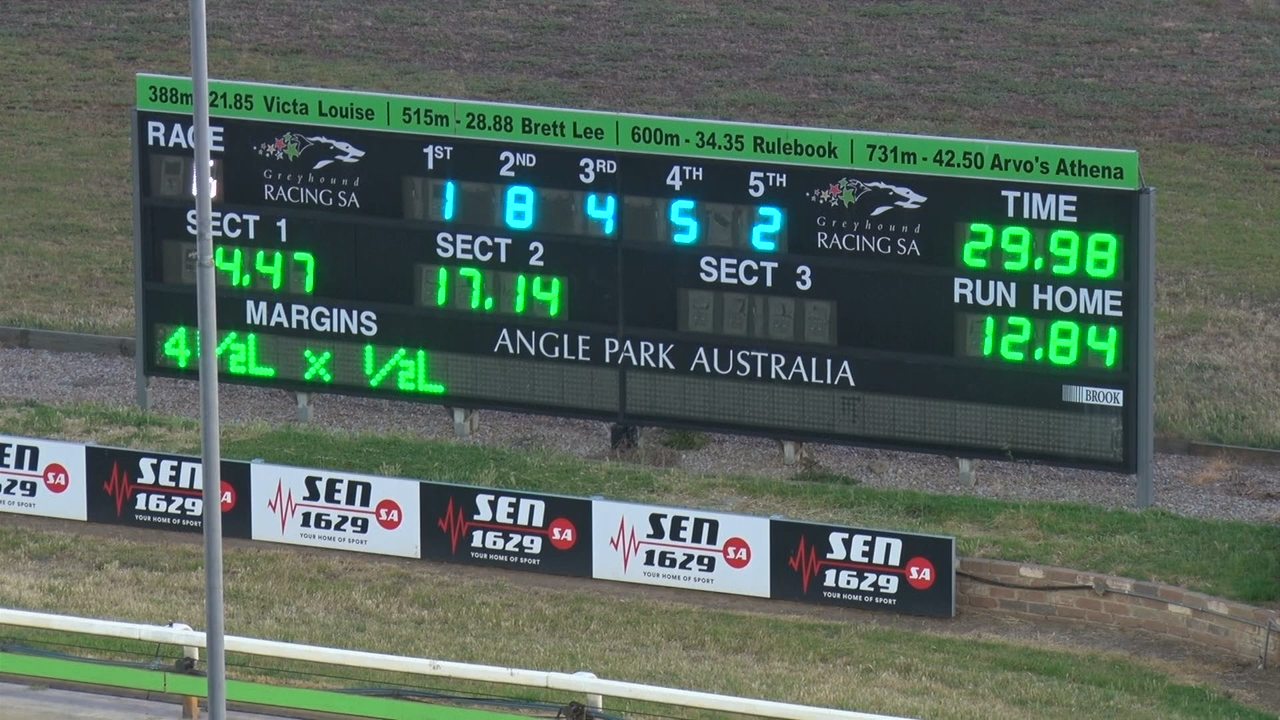 388m 21.85 Victa Louise | 515m - 28.88 Brett Lee | 600m - 34.35 Rulebook | 731m - 42.50 Arvo's Athena
RACE
Greyhound
RACING SA
1ST 2ND 3RD 4TH 5TH
1 8 4 5 2
Greyhound
RACING SA
TIME
29.98
SECT 1
4.47
SECT 2
17.14
SECT 3
RUN HOME
12.84
MARGINS
4 1/2L x 1/2L
ANGLE PARK AUSTRALIA
BROOK
SEN SA
1629
YOUR HOME OF SPORT
SEN SA
1629
YOUR HOME OF SPORT
SEN SA
1629
YOUR HOME OF SPORT
SEN SA
1629
YOUR HOME OF SPORT
SEN SA
1629
YOUR HOME OF SPORT